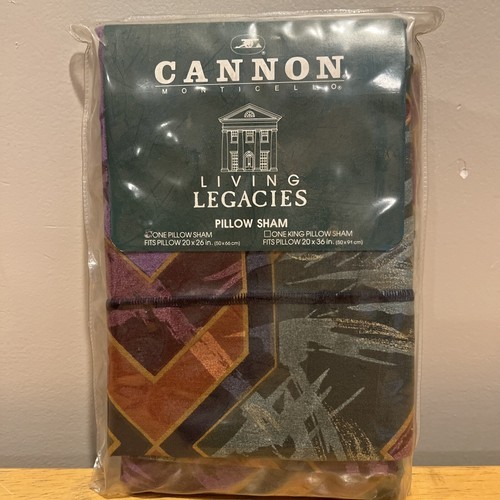 CANNON
MONTICELLO®
LIVING
LEGACIES
PILLOW SHAM
ONE PILLOW SHAM
FITS PILLOW 20 x 26 in. (50 x 66 cm)
ONE KING PILLOW SHAM
FITS PILLOW 20 x 36 in. (50 x 91 cm)